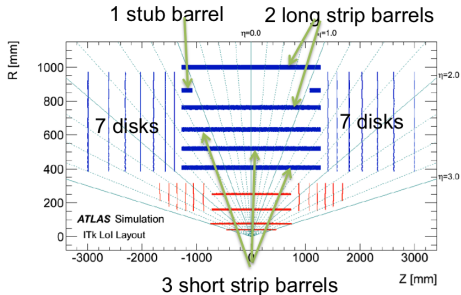 1 stub barrel
2 long strip barrels
R [mm]
η=0.0
η=1.0
1000
η=2.0
800
7 disks
7 disks
600
400
η=3.0
200
ATLAS Simulation
0
ITk LoI Layout
-3000 -2000 -1000 0 1000 2000 3000
3 short strip barrels
Z [mm]